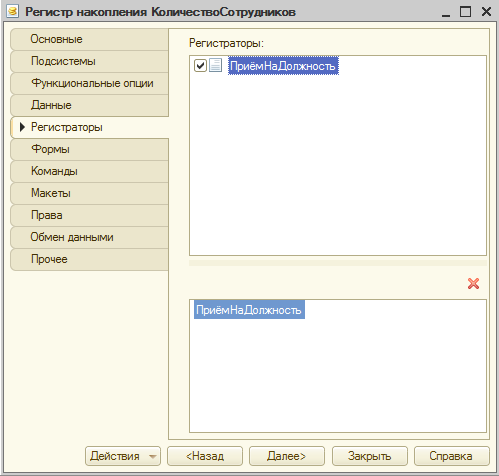 Регистр накопления КоличествоСотрудников
Основные
Подсистемы
Функциональные опции
Данные
Регистраторы
Формы
Команды
Макеты
Права
Обмен данными
Прочее
Регистраторы:
ПриёмНаДолжность
ПриёмНаДолжность
Действия
<Назад
Далее>
Закрыть
Справка